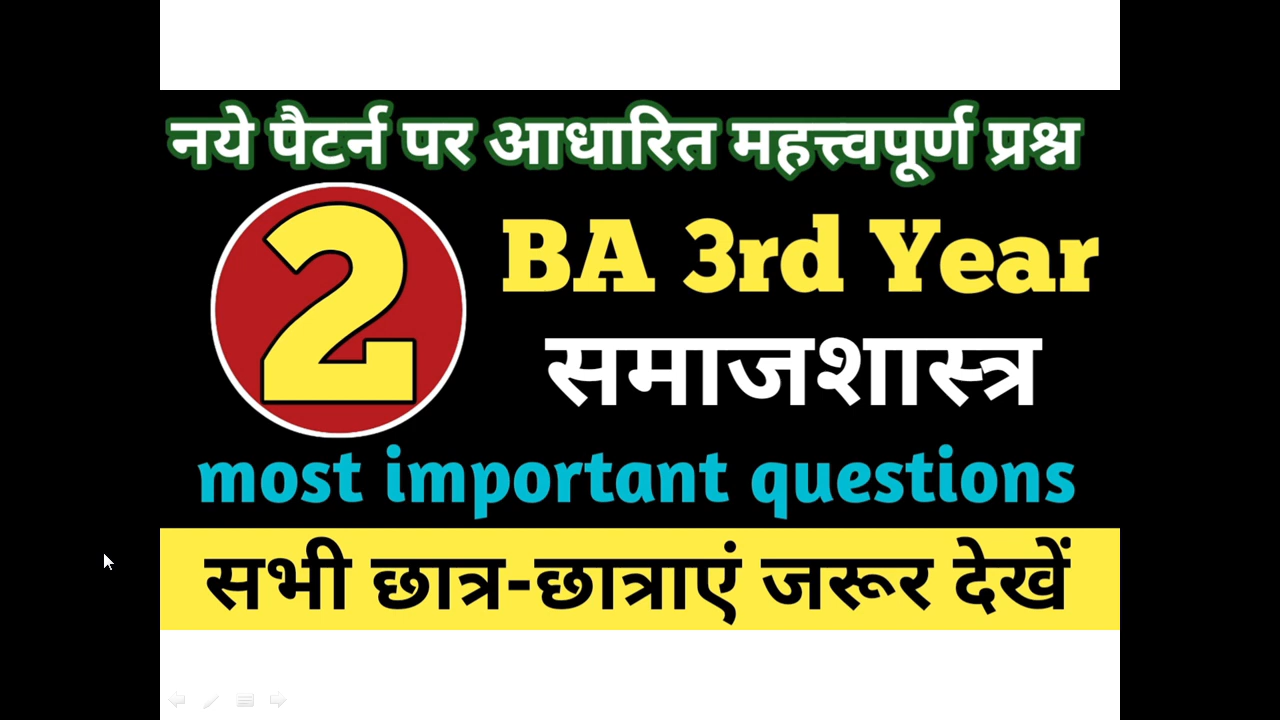 नये पैटर्न पर आधारित महत्त्वपूर्ण प्रश्न
2
BA 3rd Year
समाजशास्त्र
most important questions
सभी छात्र-छात्राएं जरूर देखें